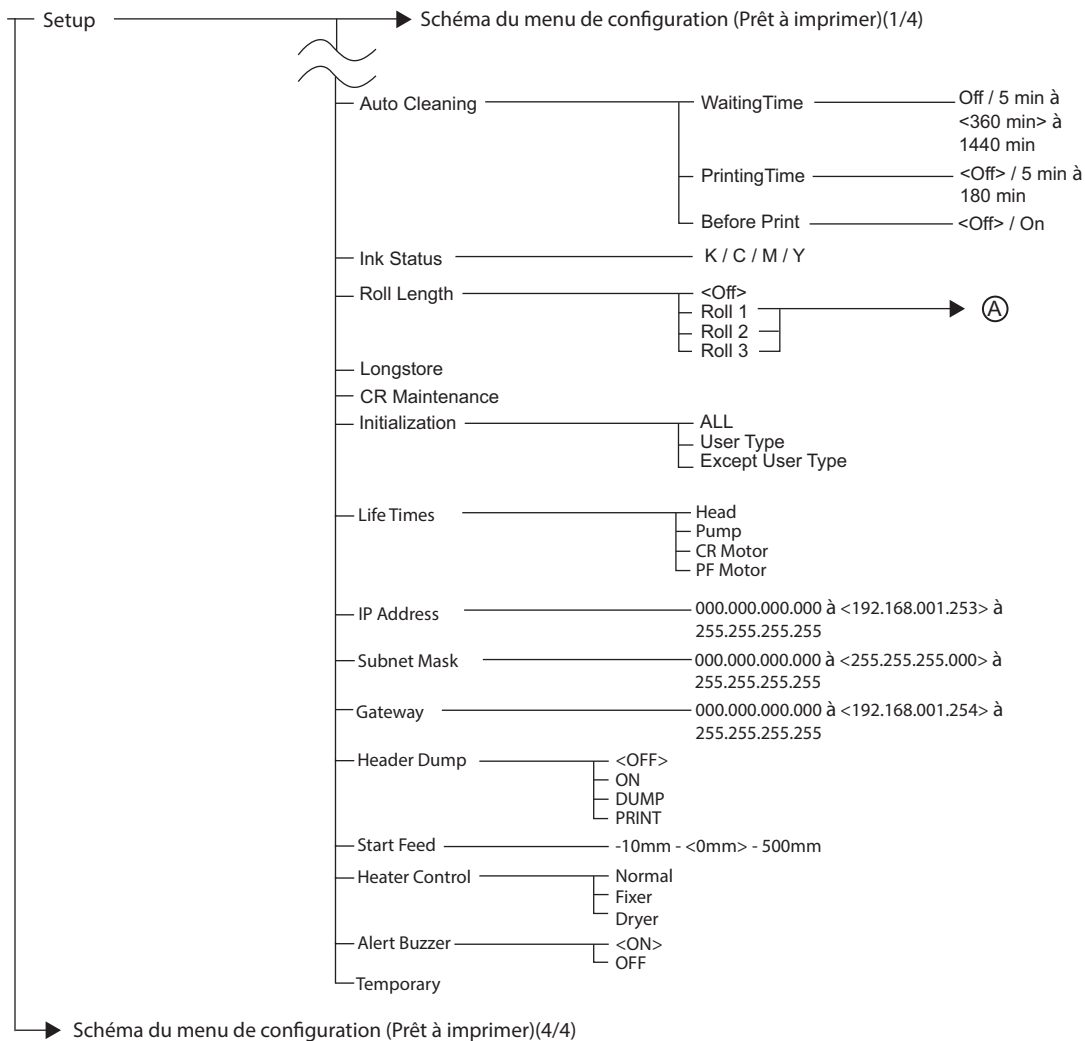 Setup
Schéma du menu de configuration (Prêt à imprimer)(1/4)
Auto Cleaning
WaitingTime
Off / 5 min à
<360 min> à
1440 min
PrintingTime
<Off> / 5 min à
180 min
Before Print
<Off> / On
Ink Status
K / C / M / Y
Roll Length
<Off>
Roll 1
Roll 2
Roll 3
A
Longstore
CR Maintenance
Initialization
ALL
User Type
Except User Type
Life Times
Head
Pump
CR Motor
PF Motor
IP Address
000.000.000.000 à <192.168.001.253> à
255.255.255.255
Subnet Mask
000.000.000.000 à <255.255.255.000> à
255.255.255.255
Gateway
000.000.000.000 à <192.168.001.254> à
255.255.255.255
Header Dump
<OFF>
ON
DUMP
PRINT
Start Feed
-10mm - <0mm> - 500mm
Heater Control
Normal
Fixer
Dryer
Alert Buzzer
<ON>
OFF
Temporary
Schéma du menu de configuration (Prêt à imprimer)(4/4)